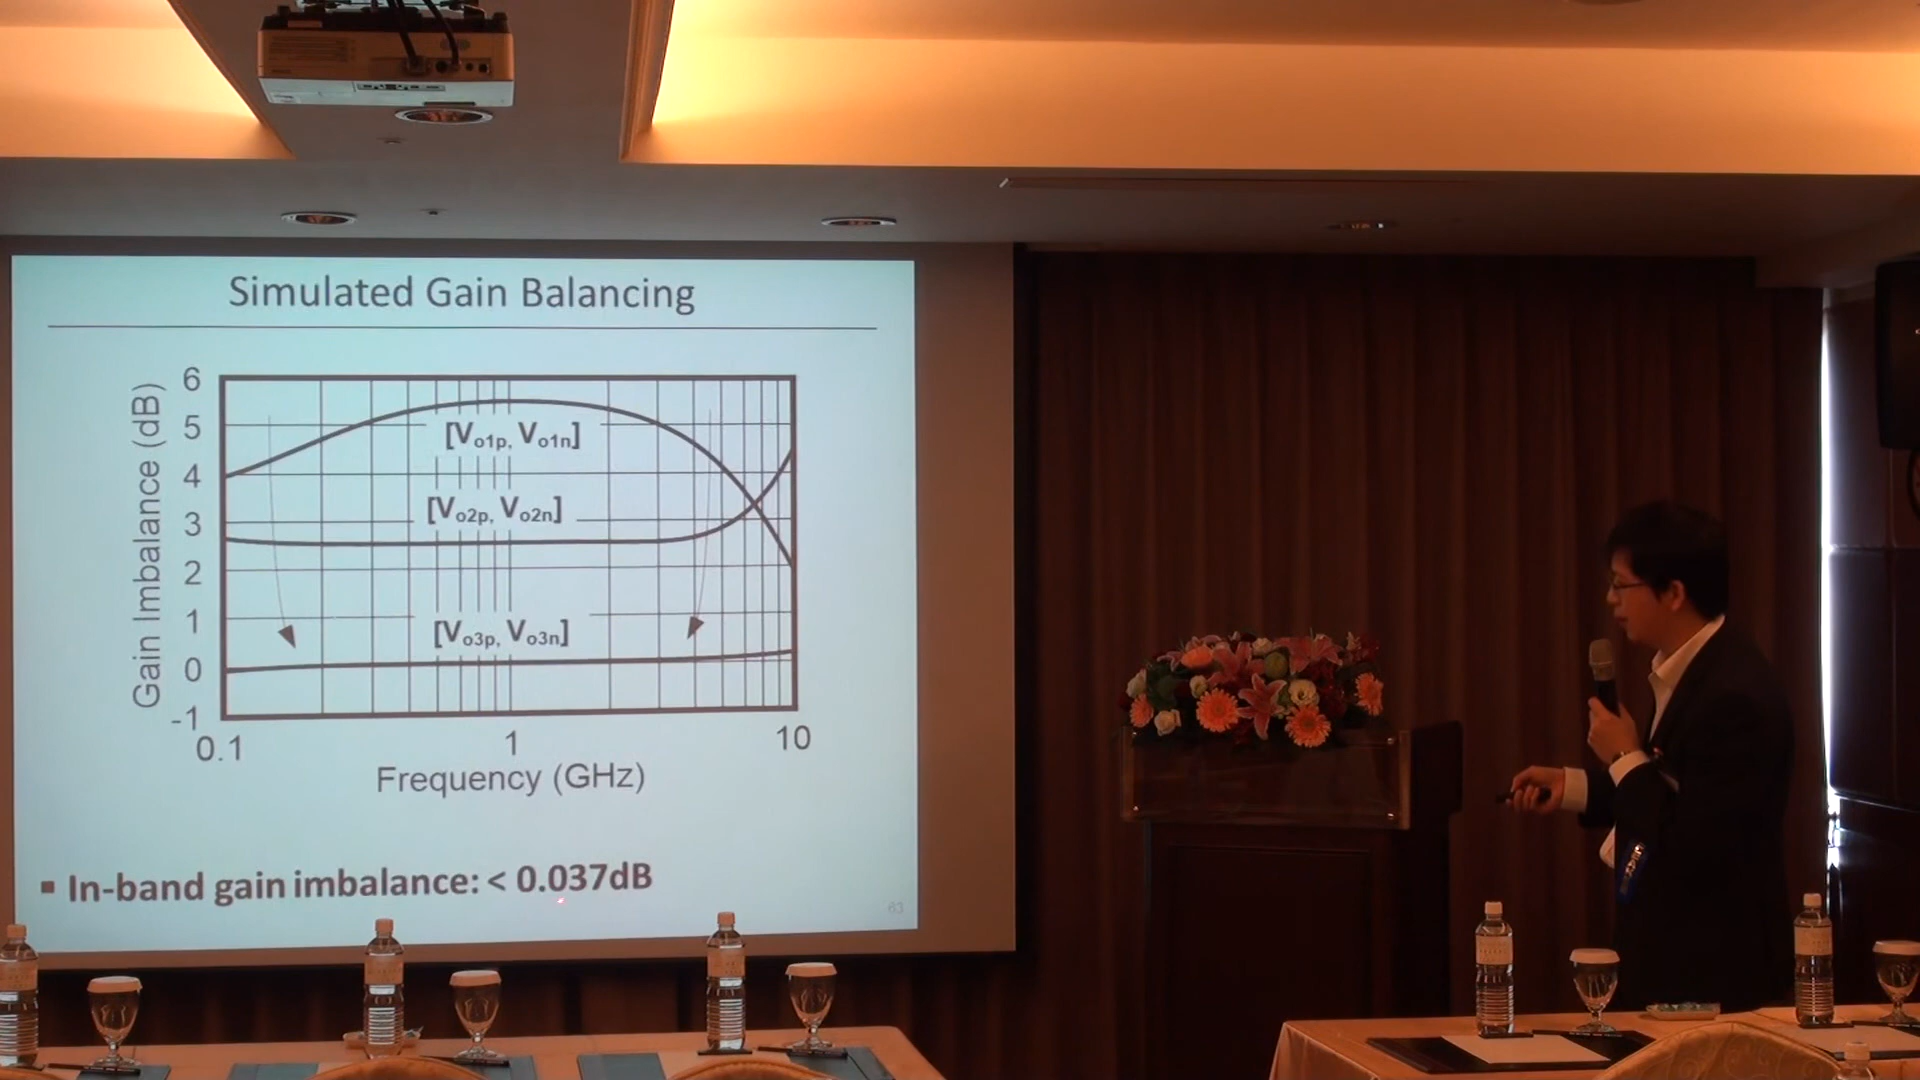 Simulated Gain Balancing
Gain Imbalance (dB)
6
5
4
3
2
1
0
-1
[Vo1p, Vo1n]
[Vo2p, Vo2n]
[Vo3p, Vo3n]
0.1 1 10
Frequency (GHz)
▪ In-band gain imbalance: < 0.037dB
63